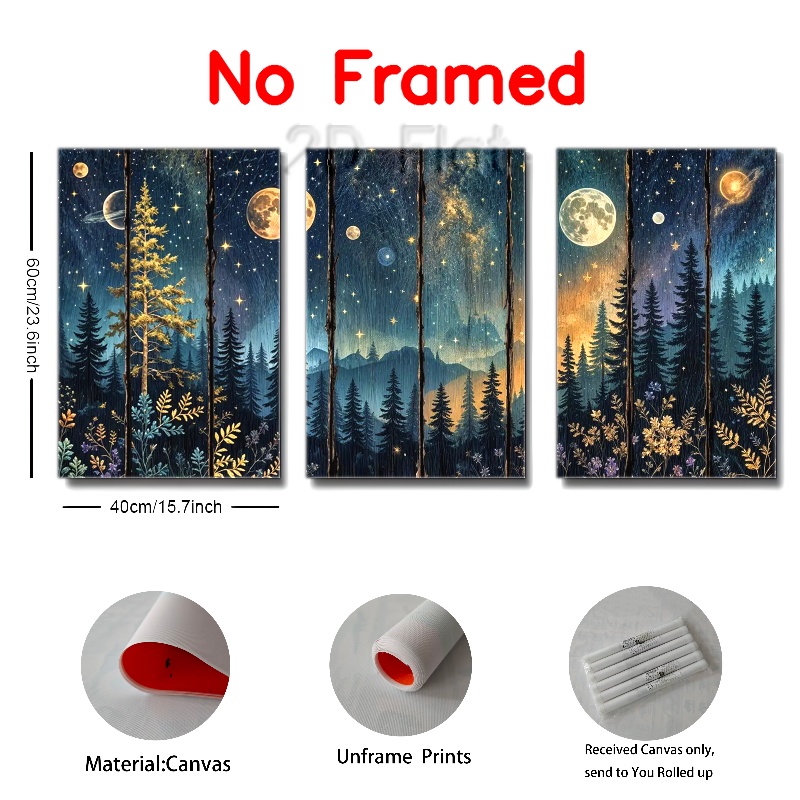 No Framed
2D Flat
60cm/23.6inch
40cm/15.7inch
Material:Canvas
Unframe Prints
Received Canvas only,
send to You Rolled up